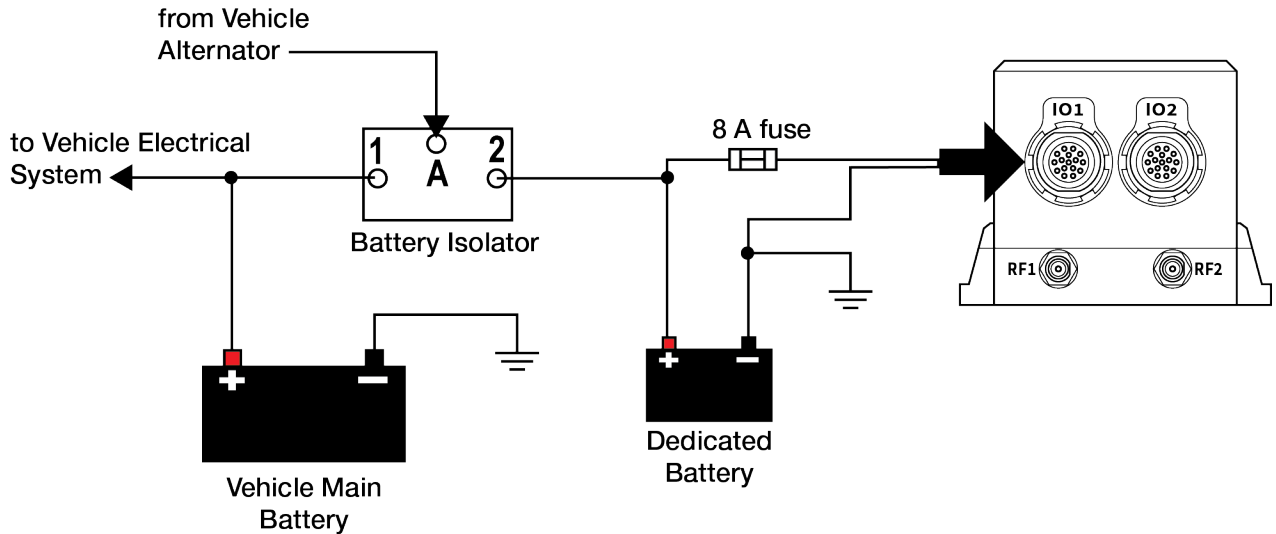 from Vehicle
Alternator
to Vehicle Electrical
System
1
A
2
Battery Isolator
8 A fuse
IO1
IO2
RF1
RF2
+
−
Vehicle Main
Battery
+
−
Dedicated
Battery